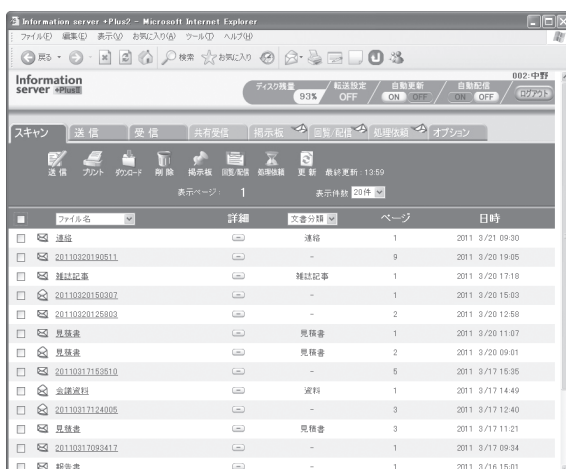 Information server +Plus2 - Microsoft Internet Explorer
ファイル(F) 編集(E) 表示(V) お気に入り(A) ツール(T) ヘルプ(H)
戻る 検索 お気に入り
Information server +PlusⅡ
002:中野
ディスク残量 93% 転送設定 OFF 自動更新 ON OFF 自動配信 ON OFF ログアウト
スキャン 送信 受信 共有受信 掲示板 回覧/配信 処理依頼 オプション
送信 プリント ダウンロード 削除 掲示板 回覧/配信 処理依頼 更新 最終更新:13:59
表示ページ: 1 表示件数 20件
ファイル名 詳細 文書分類 ページ 日時
連絡 連絡 1 2011 3/21 09:30
20110320190511 - 9 2011 3/20 19:05
雑誌記事 雑誌記事 1 2011 3/20 17:18
20110320150307 - 1 2011 3/20 15:03
20110320125803 - 2 2011 3/20 12:58
見積書 見積書 1 2011 3/20 11:07
見積書 見積書 2 2011 3/20 09:01
20110317153510 - 5 2011 3/17 15:35
会議資料 資料 1 2011 3/17 14:49
20110317124005 - 3 2011 3/17 12:40
見積書 見積書 3 2011 3/17 11:21
20110317093417 - 1 2011 3/17 09:34
報告書 - 1 2011 3/16 15:01